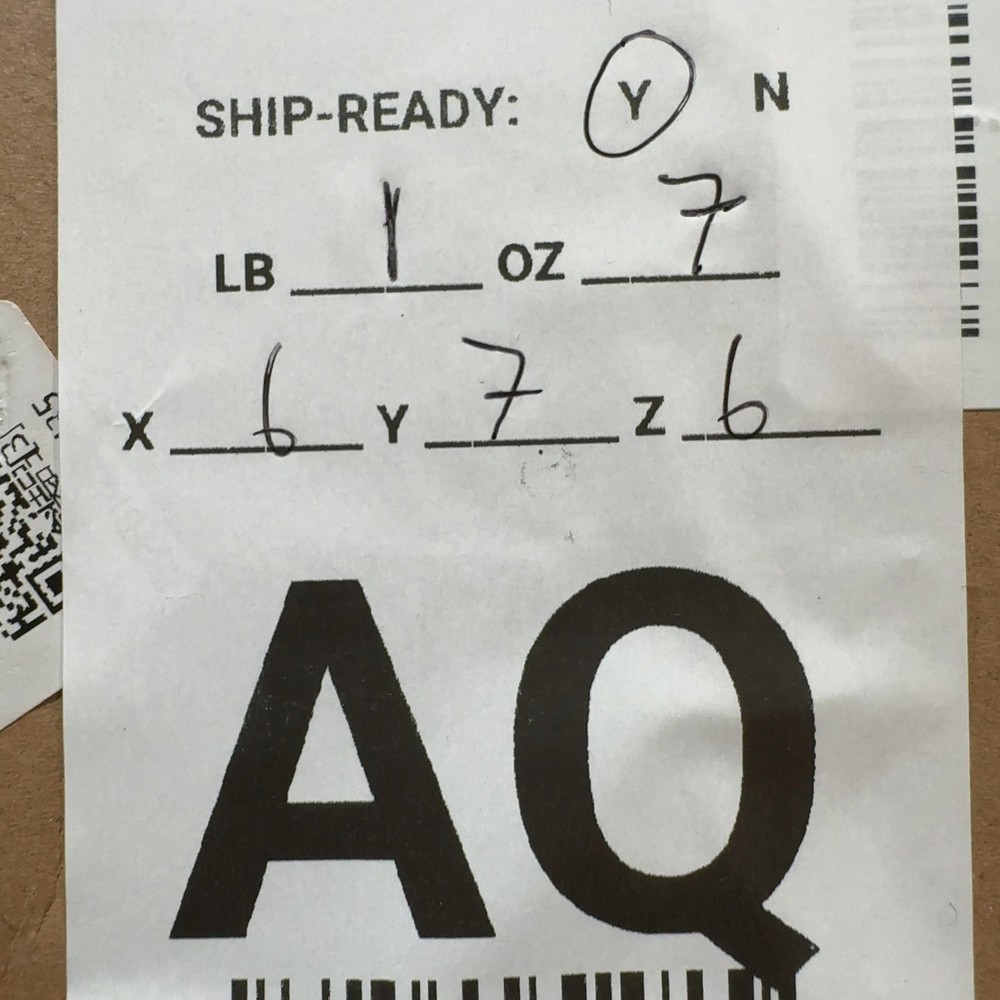 SHIP-READY: Y N
LB 1 OZ 7
X 6 Y 7 Z 6
AQ